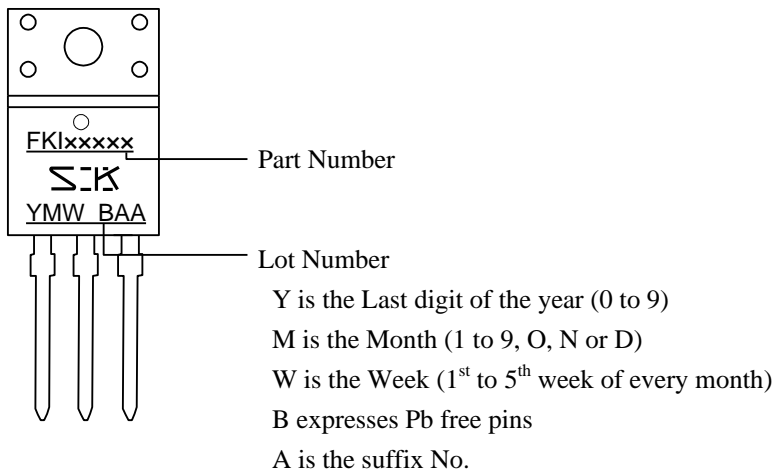 FKI×××××
Part Number
SK
YMW BAA
Lot Number
Y is the Last digit of the year (0 to 9)
M is the Month (1 to 9, O, N or D)
W is the Week (1st to 5th week of every month)
B expresses Pb free pins
A is the suffix No.